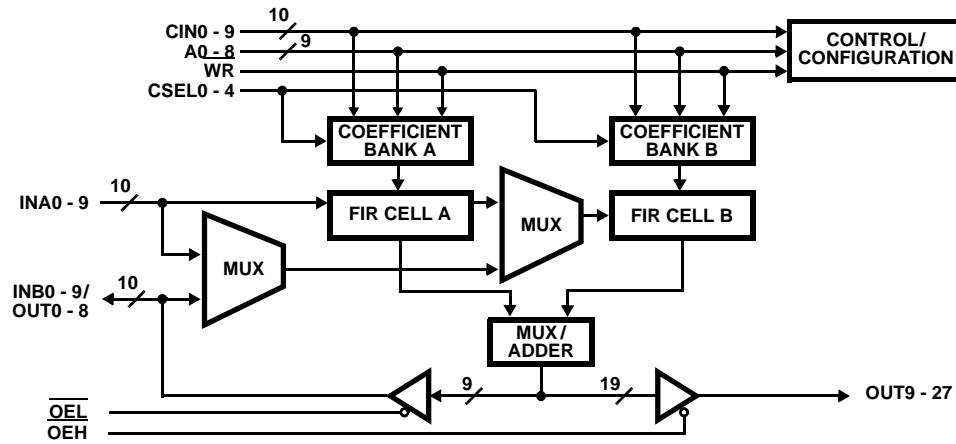 10
CIN0 - 9
9
A0 - 8
WR
CSEL0 - 4
CONTROL/
CONFIGURATION
COEFFICIENT
BANK A
COEFFICIENT
BANK B
10
INA0 - 9
FIR CELL A
MUX
FIR CELL B
MUX
10
INB0 - 9/
OUT0 - 8
MUX/
ADDER
9
19
OUT9 - 27
OEL
OEH